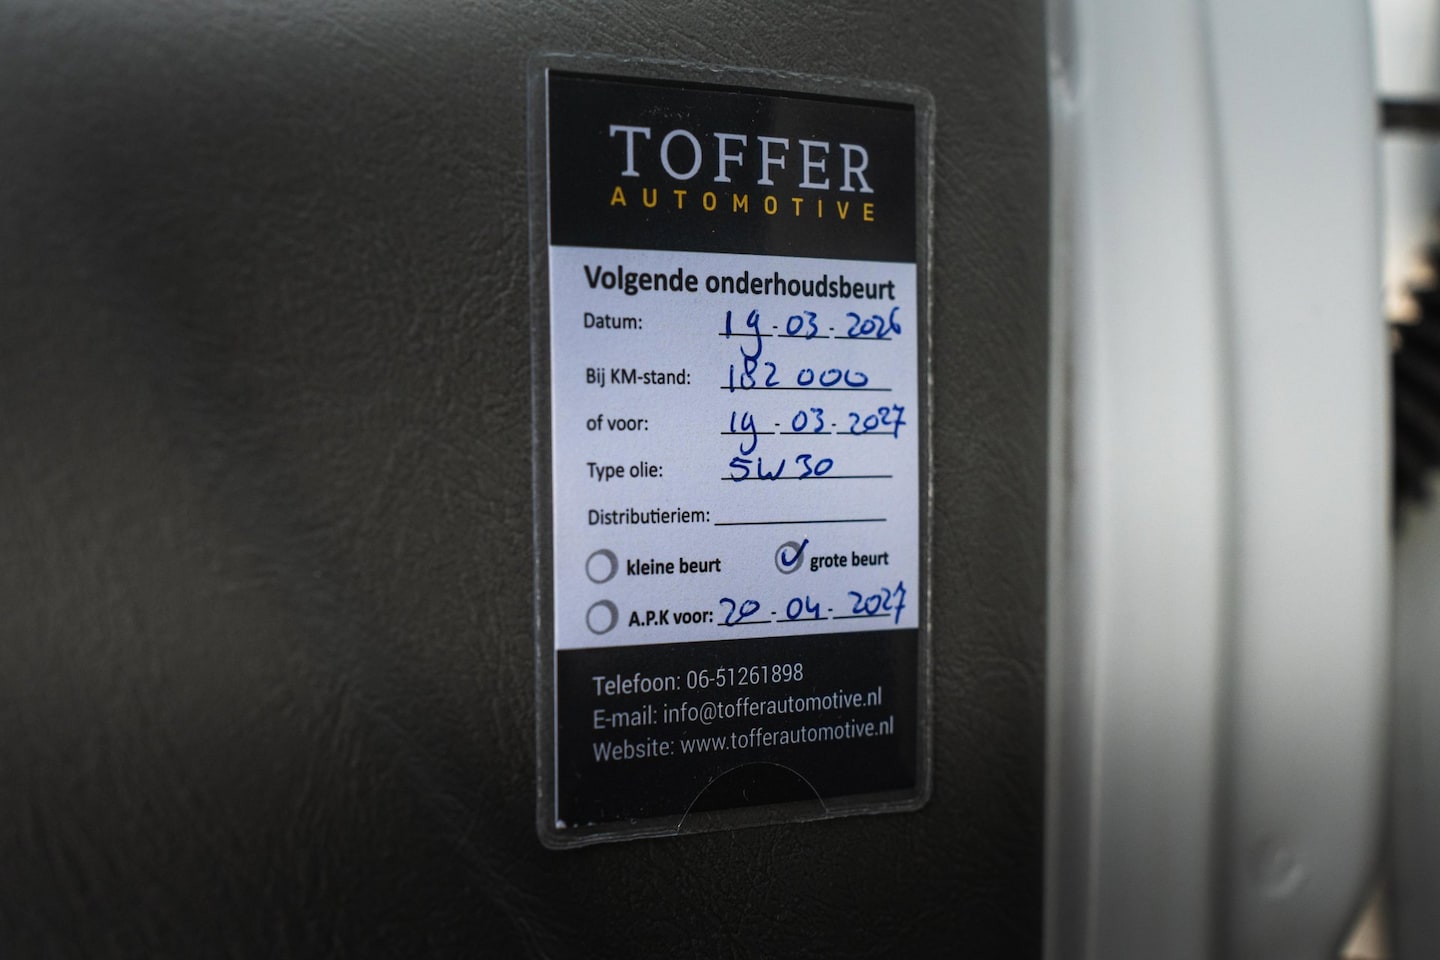 TOFFER
AUTOMOTIVE
Volgende onderhoudsbeurt
Datum: 19-03-2026
Bij KM-stand: 182 000
of voor: 19-03-2027
Type olie: 5W30
Distributieriem:
kleine beurt grote beurt
A.P.K voor: 20-04-2027
Telefoon: 06-51261898
E-mail: info@tofferautomotive.nl
Website: www.tofferautomotive.nl